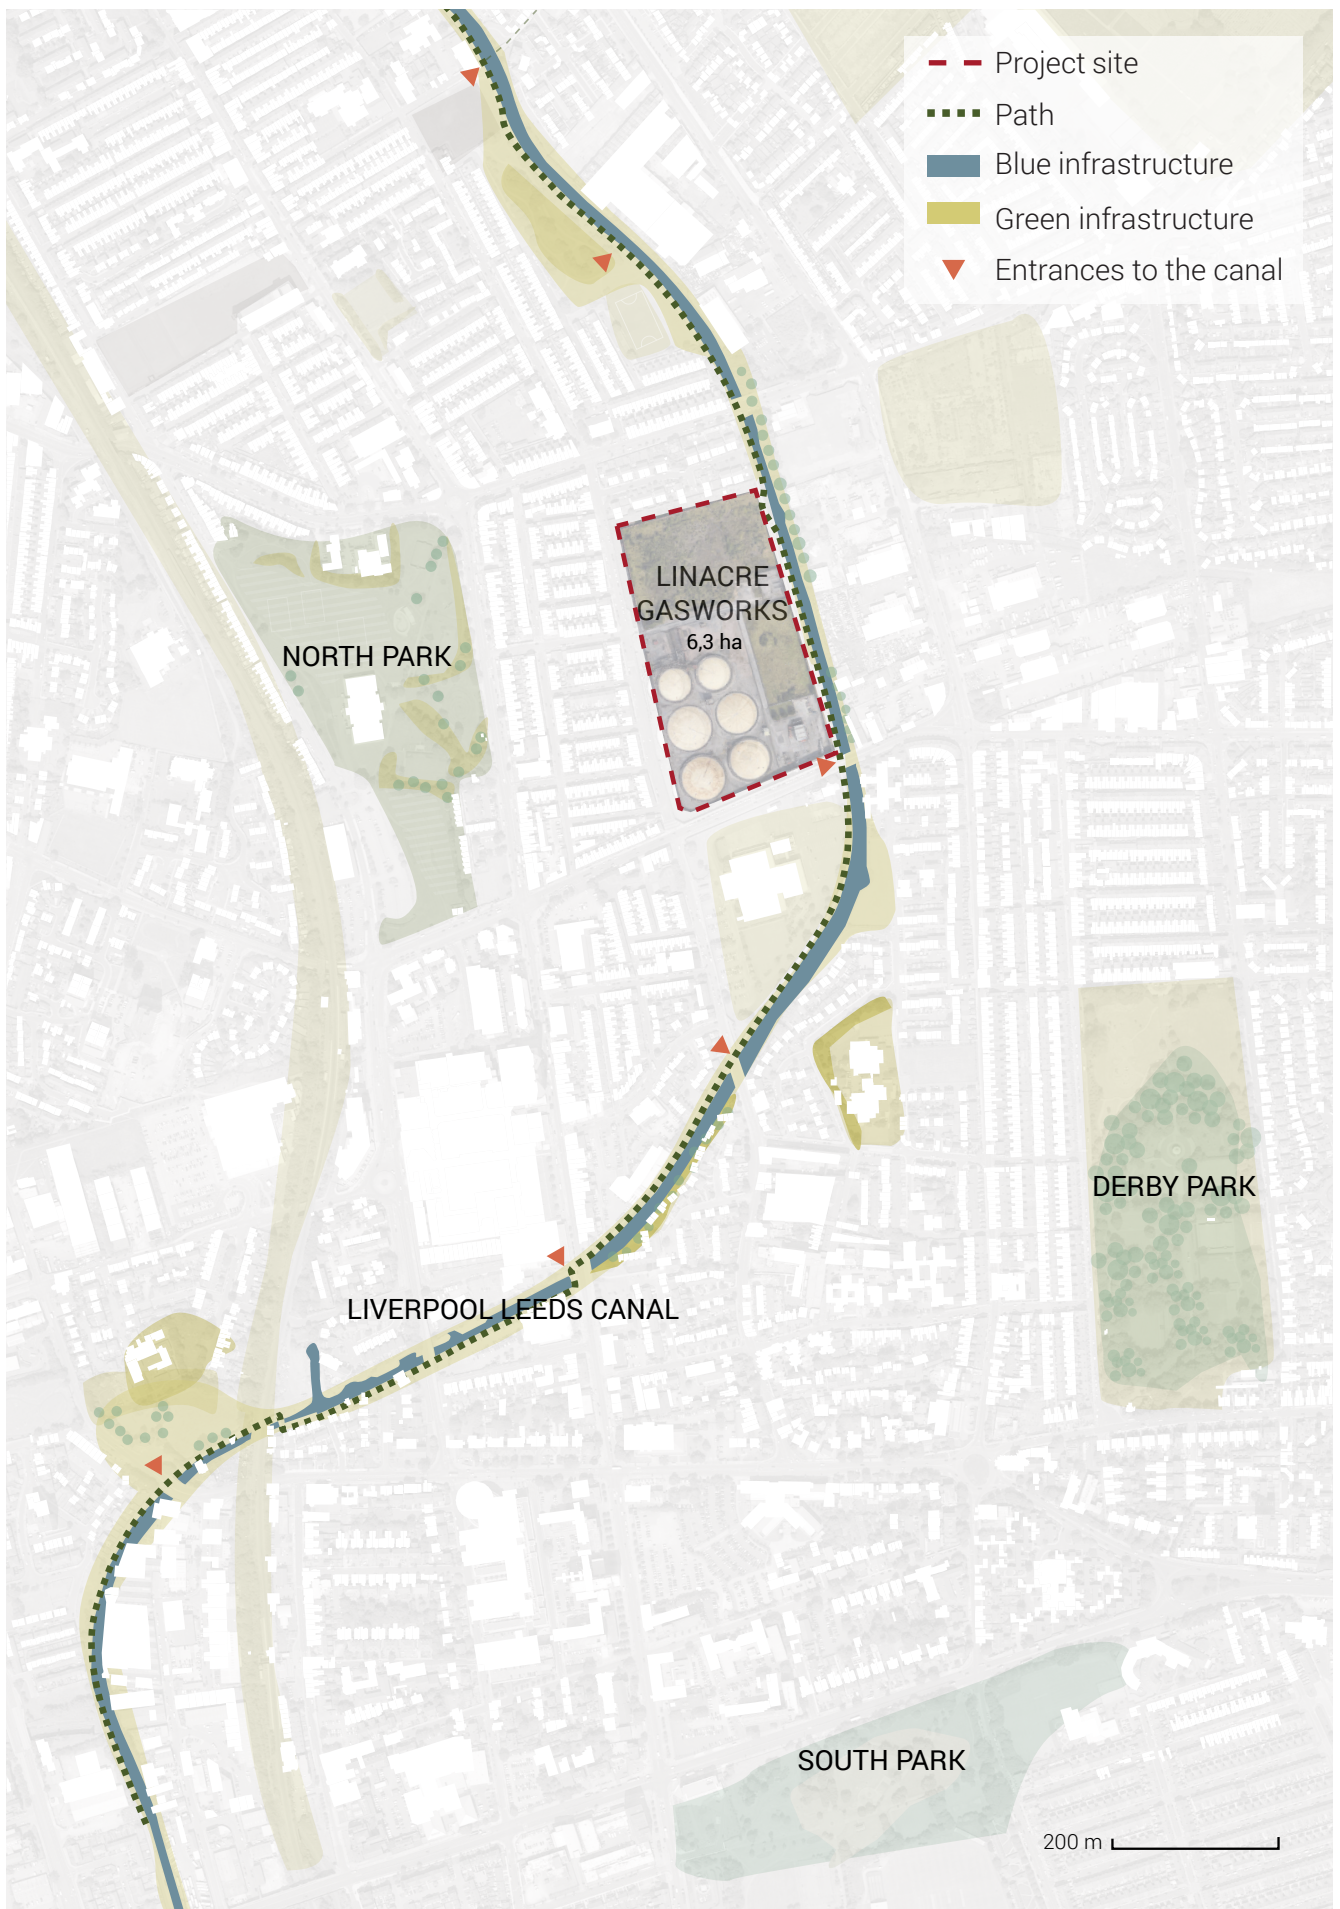 Project site
Path
Blue infrastructure
Green infrastructure
Entrances to the canal
LINACRE
GASWORKS
6,3 ha
NORTH PARK
DERBY PARK
LIVERPOOL LEEDS CANAL
SOUTH PARK
200 m